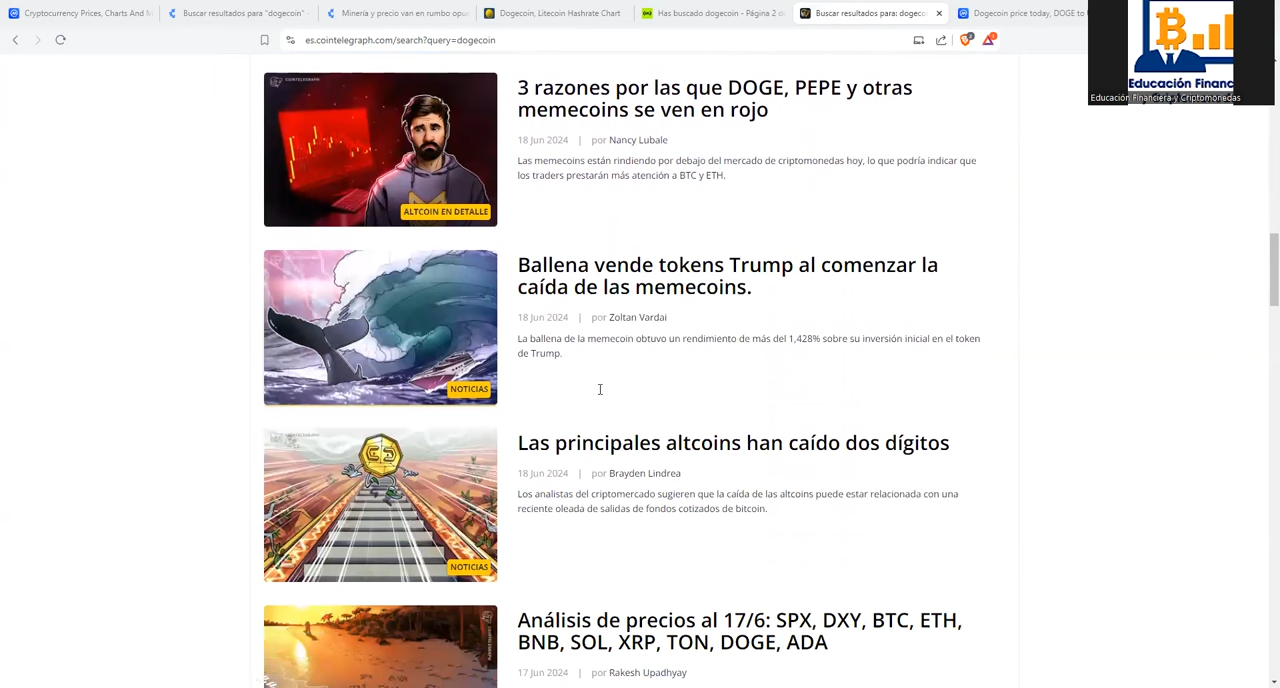 Cryptocurrency Prices, Charts And M
Buscar resultados para "dogecoin" -
Minería y precio van en rumbo opu
Dogecoin, Litecoin Hashrate Chart
Has buscado dogecoin - Página 2 d
Buscar resultados para: dogeco
Dogecoin price today, DOGE to
es.cointelegraph.com/search?query=dogecoin
Educación Financ
Educación Financiera y Criptomonedas
3 razones por las que DOGE, PEPE y otras
memecoins se ven en rojo
18 Jun 2024 | por Nancy Lubale
Las memecoins están rindiendo por debajo del mercado de criptomonedas hoy, lo que podría indicar que
los traders prestarán más atención a BTC y ETH.
COINTELEGRAPH
ALTCOIN EN DETALLE
Ballena vende tokens Trump al comenzar la
caída de las memecoins.
18 Jun 2024 | por Zoltan Vardai
La ballena de la memecoin obtuvo un rendimiento de más del 1,428% sobre su inversión inicial en el token
de Trump.
NOTICIAS
Las principales altcoins han caído dos dígitos
18 Jun 2024 | por Brayden Lindrea
Los analistas del criptomercado sugieren que la caída de las altcoins puede estar relacionada con una
reciente oleada de salidas de fondos cotizados de bitcoin.
NOTICIAS
Análisis de precios al 17/6: SPX, DXY, BTC, ETH,
BNB, SOL, XRP, TON, DOGE, ADA
17 Jun 2024 | por Rakesh Upadhyay